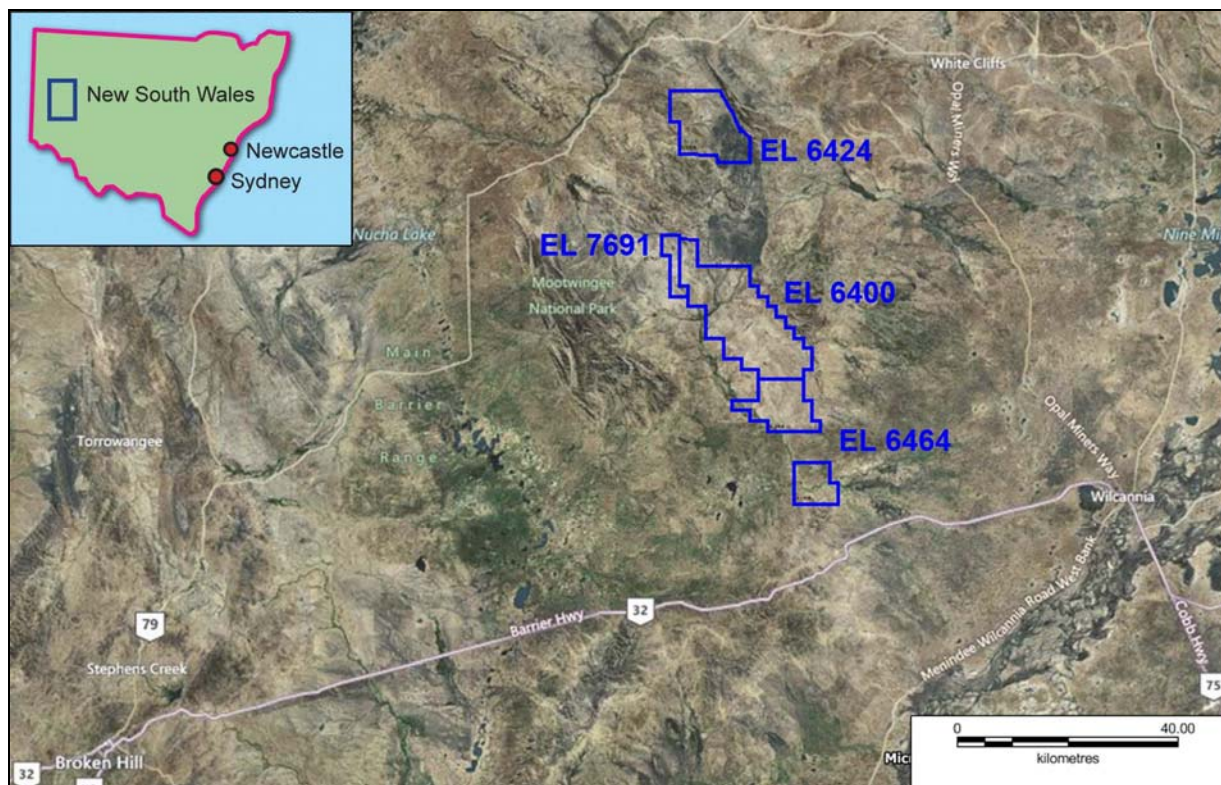 New South Wales
Newcastle
Sydney
White Cliffs
Opal Miners W
EL 6424
Nucha Lake
EL 7691
Nine Mi
Mootwingee
National Park
EL 6400
Main
Barrier
Range
Torrowangee
EL 6464
Opal Miners Way
Wilcannia
Menindee Wilcannia Road West Bank
32
Barrier Hwy
79
Cobb Hwy
Stephens Creek
75
Broken Hill
32
0
40.00
kilometres